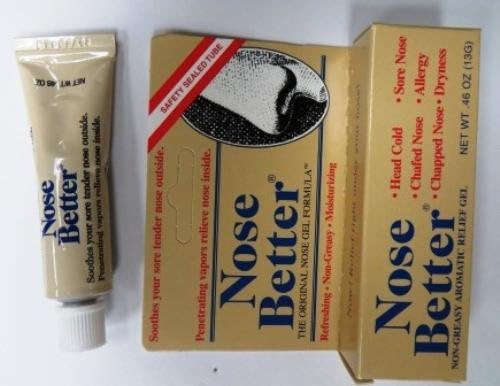 NET WT .46 OZ
Nose
Better
Soothes your sore tender nose outside.
Penetrating vapors relieve nose inside.
SAFETY SEALED TUBE
Soothes your sore tender nose outside.
Penetrating vapors relieve nose inside.
Nose
Better®
THE ORIGINAL NOSE GEL FORMULA™
Refreshing • Non-Greasy • Moisturizing
• Head Cold • Sore Nose
• Chafed Nose • Allergy
• Chapped Nose • Dryness
Nose
Better®
NON-GREASY AROMATIC RELIEF GEL
NET WT .46 OZ (13G)